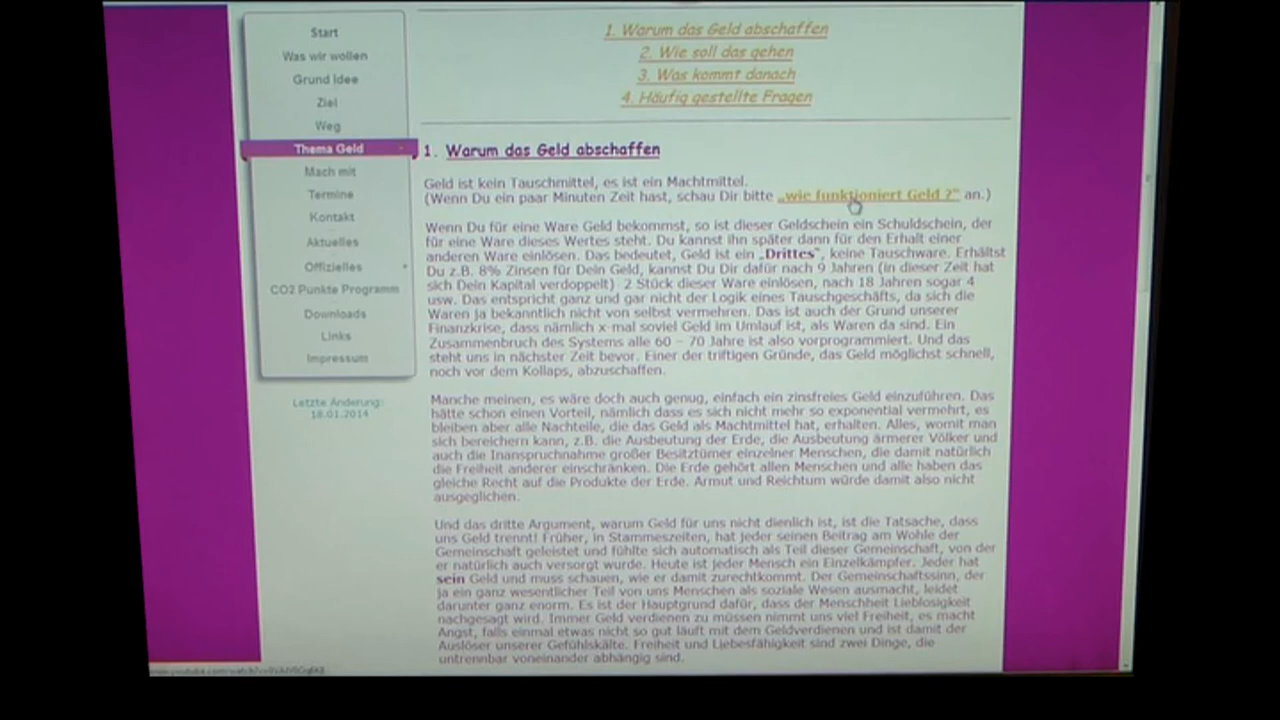 Start
Was wir wollen
Grund Idee
Ziel
Weg
Thema Geld
Mach mit
Termine
Kontakt
Aktuelles
Offizielles
CO2 Punkte Programm
Downloads
Links
Impressum
Letzte Änderung:
18.01.2014
1. Warum das Geld abschaffen
2. Wie soll das gehen
3. Was kommt danach
4. Häufig gestellte Fragen
1. Warum das Geld abschaffen
Geld ist kein Tauschmittel, es ist ein Machtmittel.
(Wenn Du ein paar Minuten Zeit hast, schau Dir bitte „wie funktioniert Geld ?" an.)
Wenn Du für eine Ware Geld bekommst, so ist dieser Geldschein ein Schuldschein, der
für eine Ware dieses Wertes steht. Du kannst ihn später dann für den Erhalt einer
anderen Ware einlösen. Das bedeutet, Geld ist ein „Drittes", keine Tauschware. Erhältst
Du z.B. 8% Zinsen für Dein Geld, kannst Du Dir dafür nach 9 Jahren (in dieser Zeit hat
sich Dein Kapital verdoppelt) 2 Stück dieser Ware einlösen, nach 18 Jahren sogar 4
usw. Das entspricht ganz und gar nicht der Logik eines Tauschgeschäfts, da sich die
Waren ja bekanntlich nicht von selbst vermehren. Das ist auch der Grund unserer
Finanzkrise, dass nämlich x-mal soviel Geld im Umlauf ist, als Waren da sind. Ein
Zusammenbruch des Systems alle 60 – 70 Jahre ist also vorprogrammiert. Und das
steht uns in nächster Zeit bevor. Einer der triftigen Gründe, das Geld möglichst schnell,
noch vor dem Kollaps, abzuschaffen.
Manche meinen, es wäre doch auch genug, einfach ein zinsfreies Geld einzuführen. Das
hätte schon einen Vorteil, nämlich dass es sich nicht mehr so exponential vermehrt, es
bleiben aber alle Nachteile, die das Geld als Machtmittel hat, erhalten. Alles, womit man
sich bereichern kann, z.B. die Ausbeutung der Erde, die Ausbeutung ärmerer Völker und
auch die Inanspruchnahme großer Besitztümer einzelner Menschen, die damit natürlich
die Freiheit anderer einschränken. Die Erde gehört allen Menschen und alle haben das
gleiche Recht auf die Produkte der Erde. Armut und Reichtum würde damit also nicht
ausgeglichen.
Und das dritte Argument, warum Geld für uns nicht dienlich ist, ist die Tatsache, dass
uns Geld trennt! Früher, in Stammeszeiten, hat jeder seinen Beitrag am Wohle der
Gemeinschaft geleistet und fühlte sich automatisch als Teil dieser Gemeinschaft, von der
er natürlich auch versorgt wurde. Heute ist jeder Mensch ein Einzelkämpfer. Jeder hat
sein Geld und muss schauen, wie er damit zurechtkommt. Der Gemeinschaftssinn, der
ja ein ganz wesentlicher Teil von uns Menschen als soziale Wesen ausmacht, leidet
darunter ganz enorm. Es ist der Hauptgrund dafür, dass der Menschheit Lieblosigkeit
nachgesagt wird. Immer Geld verdienen zu müssen nimmt uns viel Freiheit, es macht
Angst, falls einmal etwas nicht so gut läuft mit dem Geldverdienen und ist damit der
Auslöser unserer Gefühlskälte. Freiheit und Liebesfähigkeit sind zwei Dinge, die
untrennbar voneinander abhängig sind.